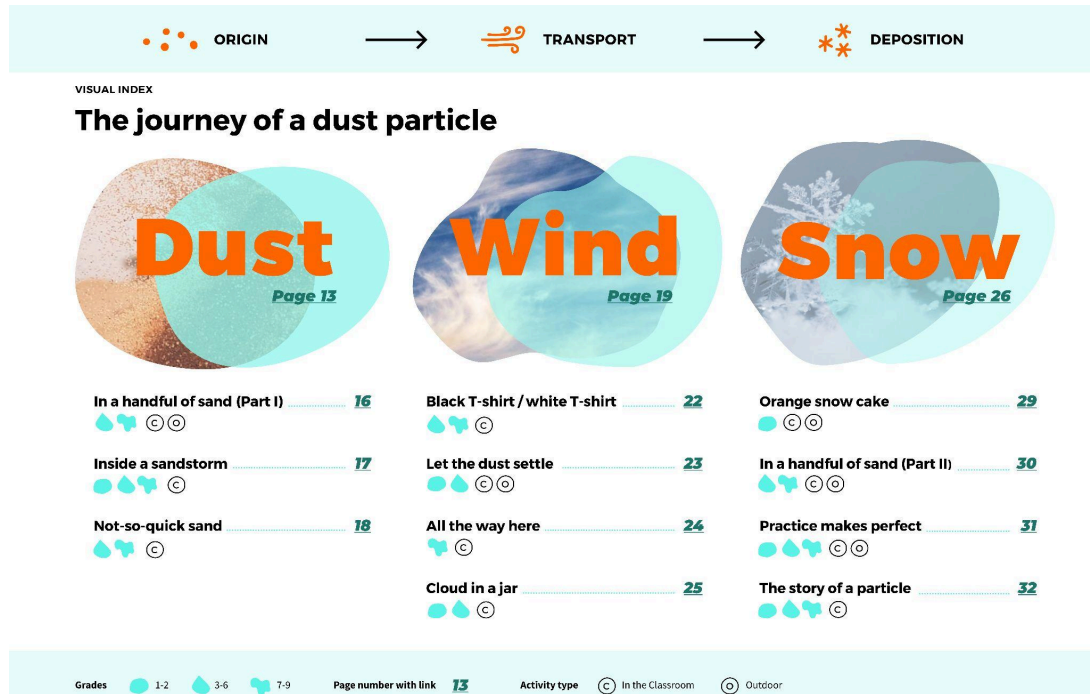 ORIGIN TRANSPORT DEPOSITION
VISUAL INDEX
The journey of a dust particle
Dust
Page 13
Wind
Page 19
Snow
Page 26
In a handful of sand (Part I) 16
C O
Inside a sandstorm 17
C
Not-so-quick sand 18
C
Black T-shirt / white T-shirt 22
C
Let the dust settle 23
C O
All the way here 24
C
Cloud in a jar 25
C
Orange snow cake 29
C O
In a handful of sand (Part II) 30
C O
Practice makes perfect 31
C O
The story of a particle 32
C
Grades 1-2 3-6 7-9 Page number with link 13 Activity type C In the Classroom O Outdoor